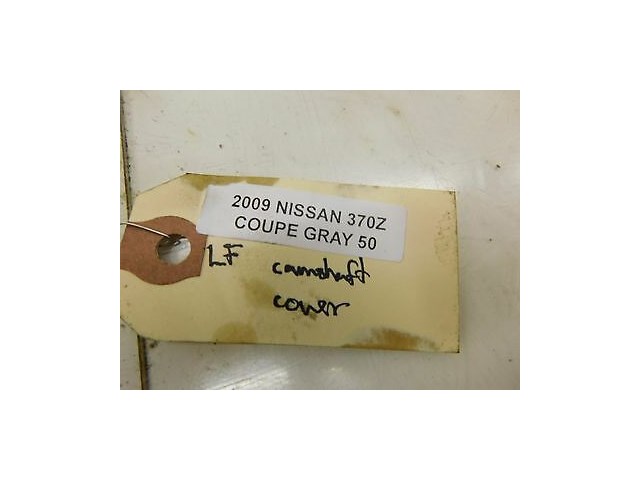 2009 NISSAN 370Z
COUPE GRAY 50
LF camshaft
cover